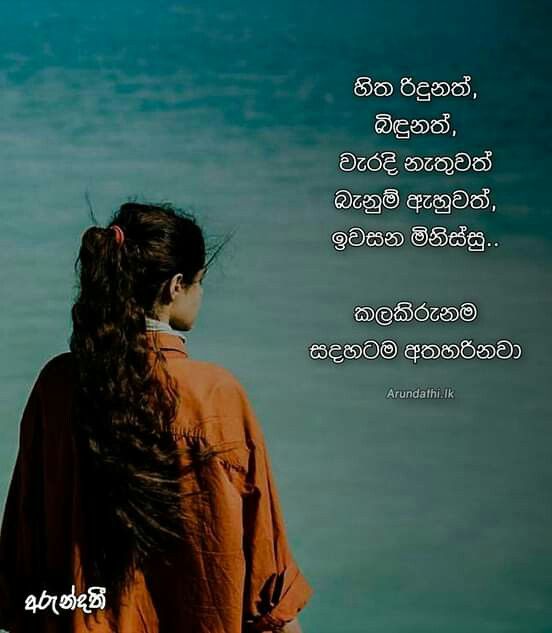 හිත රිදුනත්,
බිඳුනත්,
වැරදි නැතුවත්
බැනුම් ඇහුවත්,
ඉවසන මිනිස්සු..
කලකිරුනම
සදහටම අතහරිනවා
Arundathi.lk
අරුන්දතී